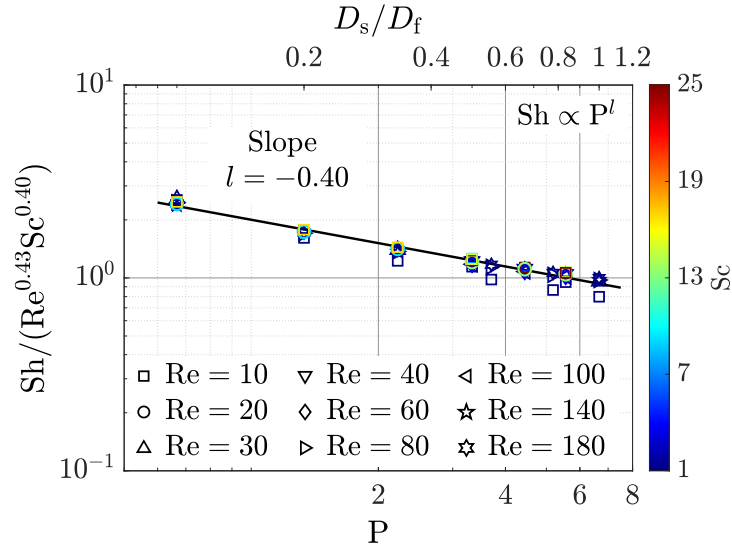 D_s/D_f
0.2 0.4 0.6 0.8 1 1.2
10^1
10^0
10^{-1}
Sh/(Re^{0.43}Sc^{0.40})
Sh ∝ P^l
Slope
l = −0.40
Re = 10 Re = 40 Re = 100
Re = 20 Re = 60 Re = 140
Re = 30 Re = 80 Re = 180
2 4 6 8
P
25
19
13
7
1
Sc